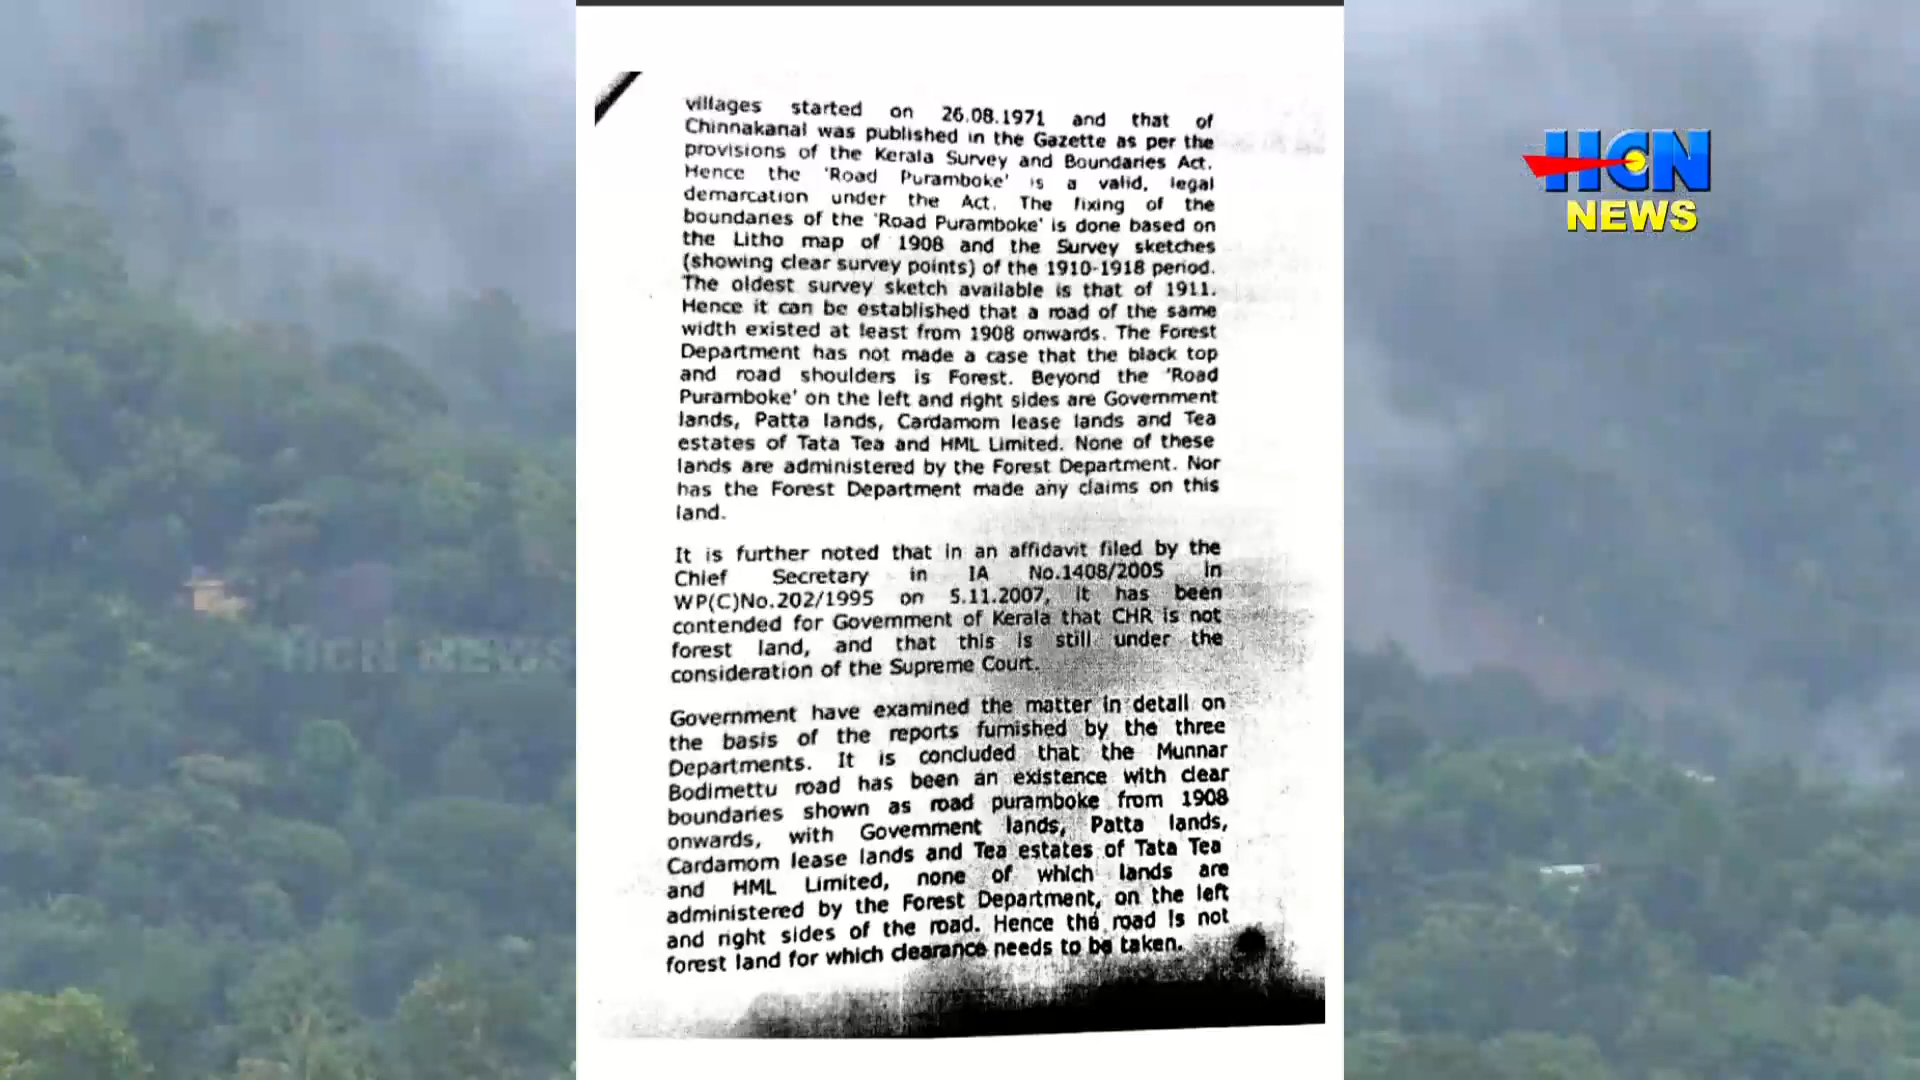 villages started on 26.08.1971 and that of
Chinnakanal was published in the Gazette as per the
provisions of the Kerala Survey and Boundaries Act.
Hence the 'Road Puramboke' is a valid, legal
demarcation under the Act. The fixing of the
boundaries of the 'Road Puramboke' is done based on
the Litho map of 1908 and the Survey sketches
(showing clear survey points) of the 1910-1918 period.
The oldest survey sketch available is that of 1911.
Hence it can be established that a road of the same
width existed at least from 1908 onwards. The Forest
Department has not made a case that the black top
and road shoulders is Forest. Beyond the 'Road
Puramboke' on the left and right sides are Government
lands, Patta lands, Cardamom lease lands and Tea
estates of Tata Tea and HML Limited. None of these
lands are administered by the Forest Department. Nor
has the Forest Department made any claims on this
land.
It is further noted that in an affidavit filed by the
Chief Secretary in IA No.1408/2005 in
WP(C)No.202/1995 on 5.11.2007, it has been
contended for Government of Kerala that CHR is not
forest land, and that this is still under the
consideration of the Supreme Court.
Government have examined the matter in detail on
the basis of the reports furnished by the three
Departments. It is concluded that the Munnar
Bodimettu road has been an existence with clear
boundaries shown as road puramboke from 1908
onwards, with Government lands, Patta lands,
Cardamom lease lands and Tea estates of Tata Tea
and HML Limited, none of which lands are
administered by the Forest Department, on the left
and right sides of the road. Hence the road is not
forest land for which clearance needs to be taken.
HCN
NEWS
HCN NEWS